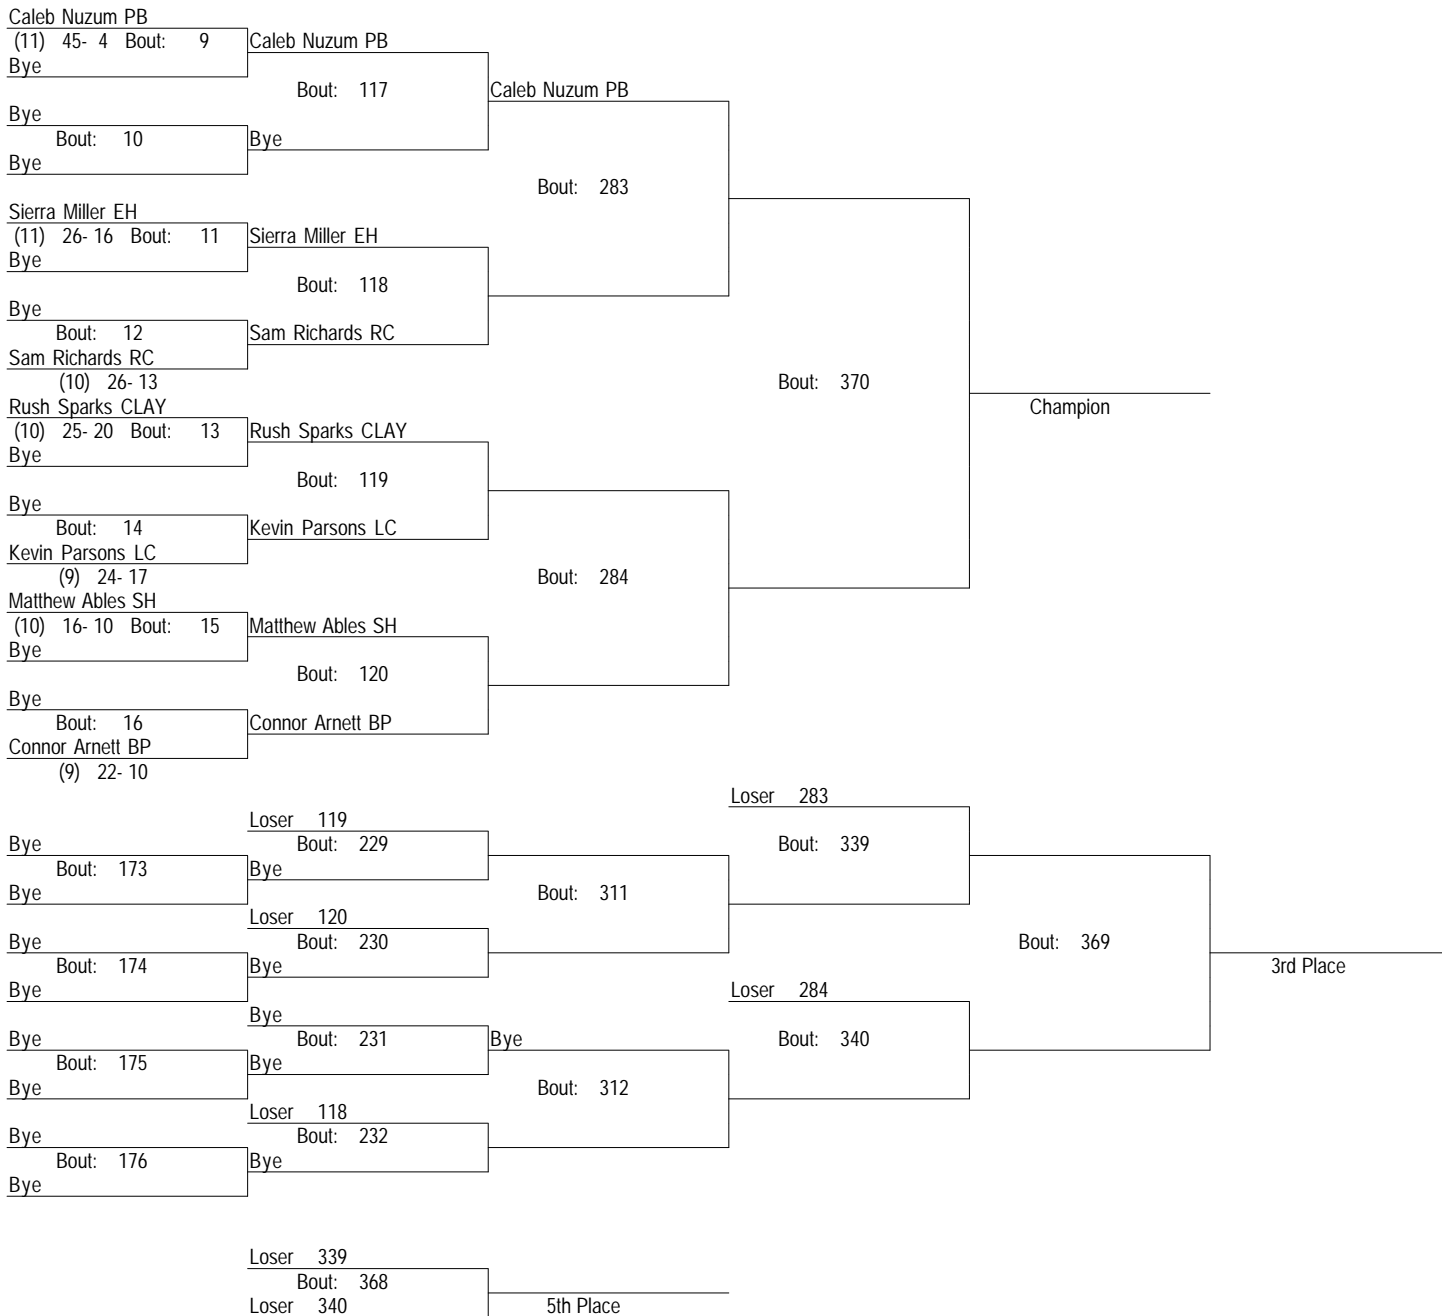 Caleb Nuzum PB
(11) 45- 4 Bout: 9 Caleb Nuzum PB
Bye
Bout: 117 Caleb Nuzum PB
Bye
Bout: 10 Bye
Bye
Bout: 283
Sierra Miller EH
(11) 26- 16 Bout: 11 Sierra Miller EH
Bye
Bout: 118
Bye
Bout: 12 Sam Richards RC
Sam Richards RC
(10) 26- 13 Bout: 370
Rush Sparks CLAY Champion
(10) 25- 20 Bout: 13 Rush Sparks CLAY
Bye
Bout: 119
Bye
Bout: 14 Kevin Parsons LC
Kevin Parsons LC
(9) 24- 17 Bout: 284
Matthew Ables SH
(10) 16- 10 Bout: 15 Matthew Ables SH
Bye
Bout: 120
Bye
Bout: 16 Connor Arnett BP
Connor Arnett BP
(9) 22- 10
Loser 283
Loser 119
Bye Bout: 229 Bout: 339
Bout: 173 Bye
Bye Bout: 311
Loser 120
Bye Bout: 230 Bout: 369
Bout: 174 Bye 3rd Place
Bye Loser 284
Bye
Bye Bout: 231 Bye Bout: 340
Bout: 175 Bye
Bye Bout: 312
Loser 118
Bye Bout: 232
Bout: 176 Bye
Bye
Loser 339
Bout: 368
Loser 340 5th Place